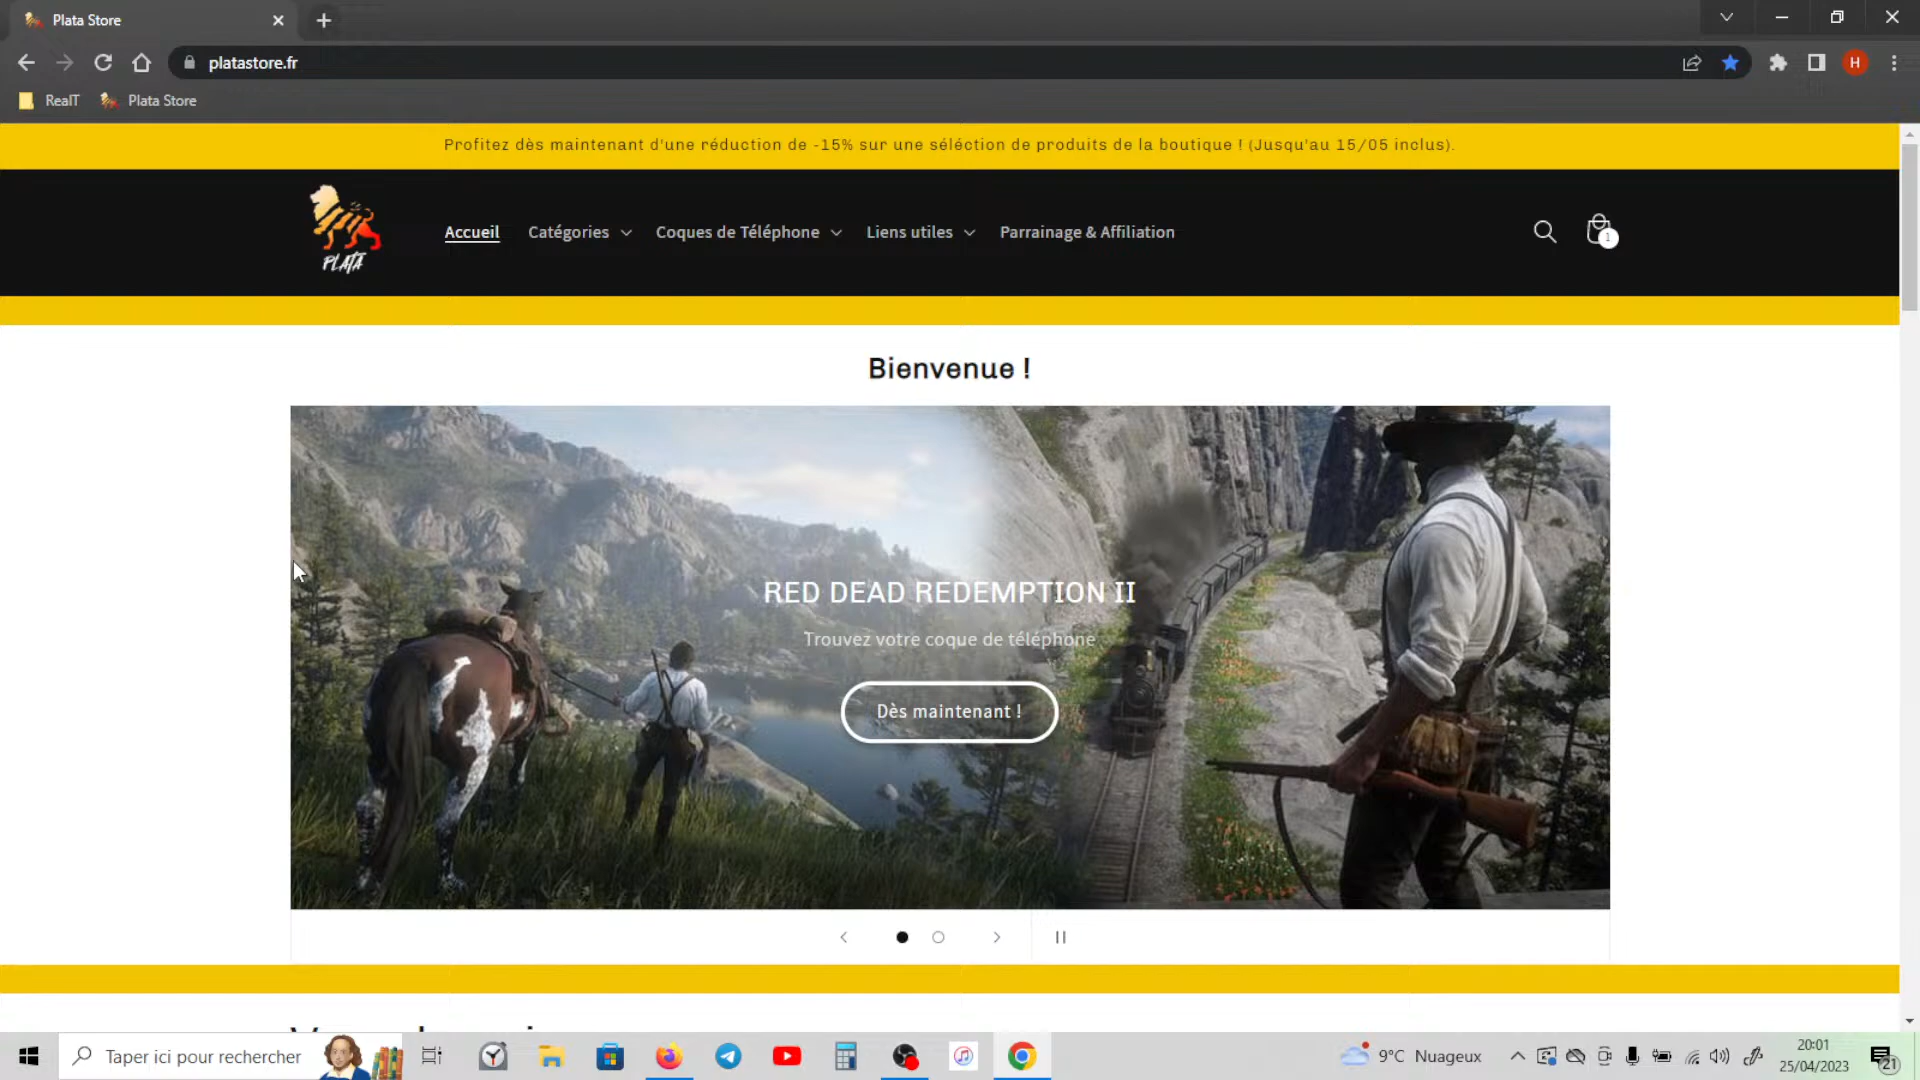 Plata Store
platastore.fr
H
RealT
Plata Store
Profitez dès maintenant d'une réduction de -15% sur une séléction de produits de la boutique ! (Jusqu'au 15/05 inclus).
PLATA
Accueil
Catégories
Coques de Téléphone
Liens utiles
Parrainage & Affiliation
1
Bienvenue !
RED DEAD REDEMPTION II
Trouvez votre coque de téléphone
Dès maintenant !
Taper ici pour rechercher
9°C Nuageux
20:01
25/04/2023
21